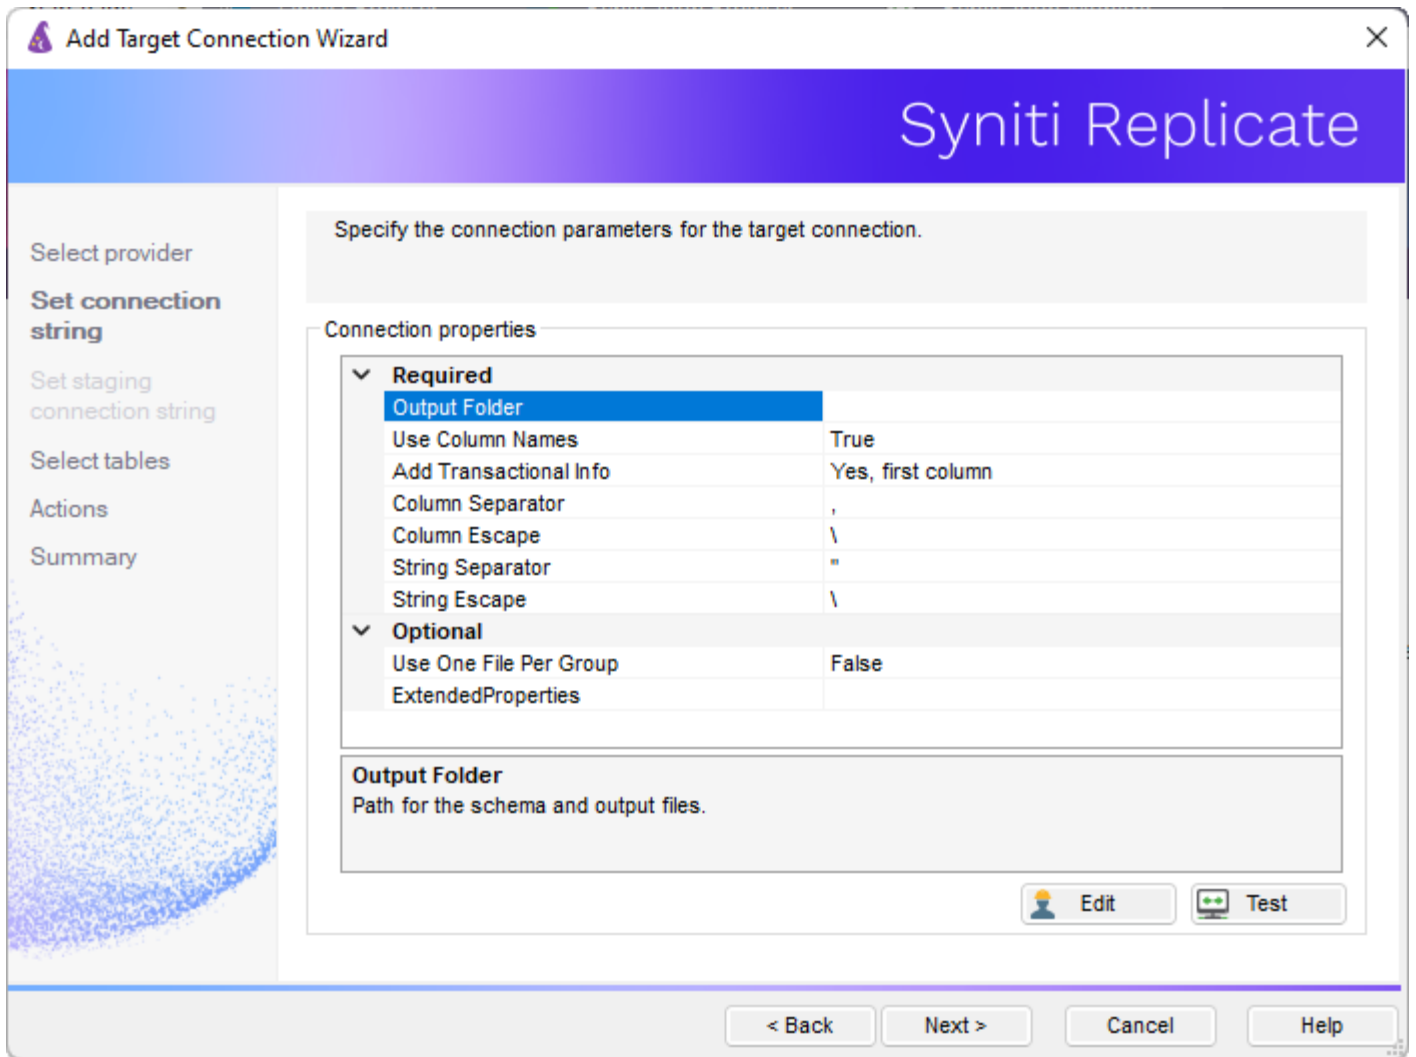 Add Target Connection Wizard
Syniti Replicate
Select provider
Set connection
string
Set staging
connection string
Select tables
Actions
Summary
Specify the connection parameters for the target connection.
Connection properties
Required
Output Folder
Use Column Names True
Add Transactional Info Yes, first column
Column Separator ,
Column Escape \
String Separator "
String Escape \
Optional
Use One File Per Group False
ExtendedProperties
Output Folder
Path for the schema and output files.
Edit Test
< Back Next > Cancel Help